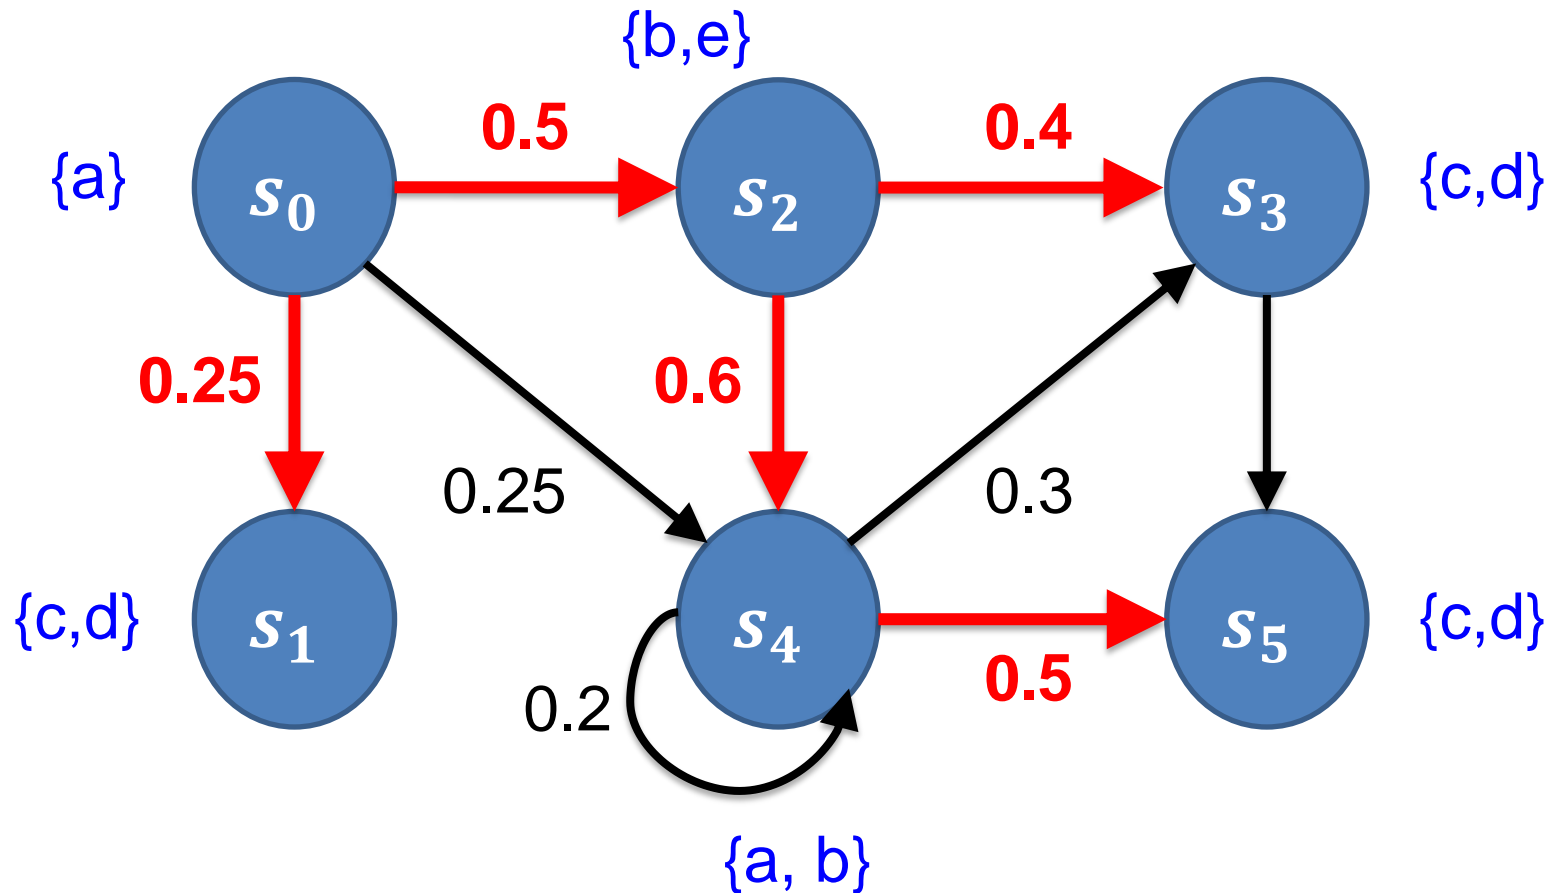 {b,e}
0.5
0.4
{a}
s0
s2
s3
{c,d}
0.25
0.6
0.25
0.3
{c,d}
s1
s4
s5
{c,d}
0.2
0.5
{a, b}